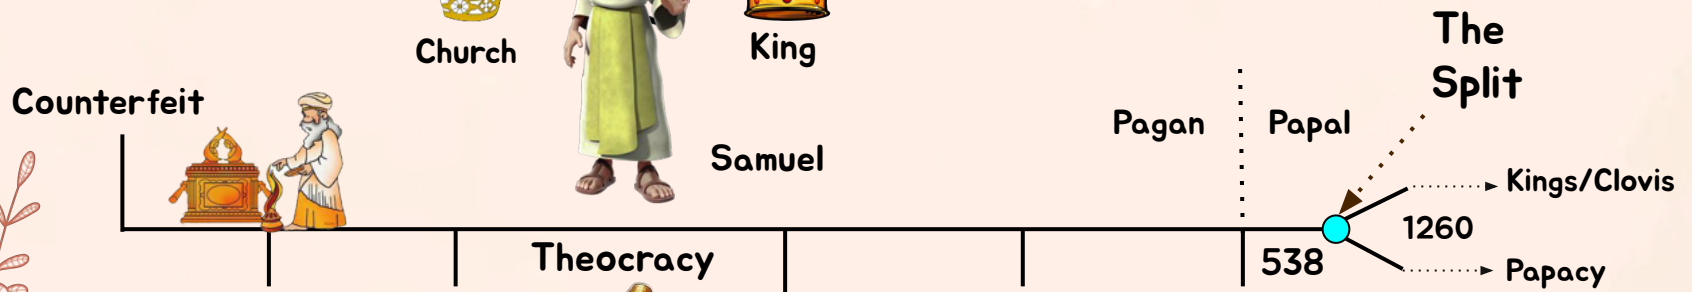 The
Split
Church
King
Counterfeit
Pagan
Papal
Samuel
Kings/Clovis
1260
Theocracy
538
Papacy